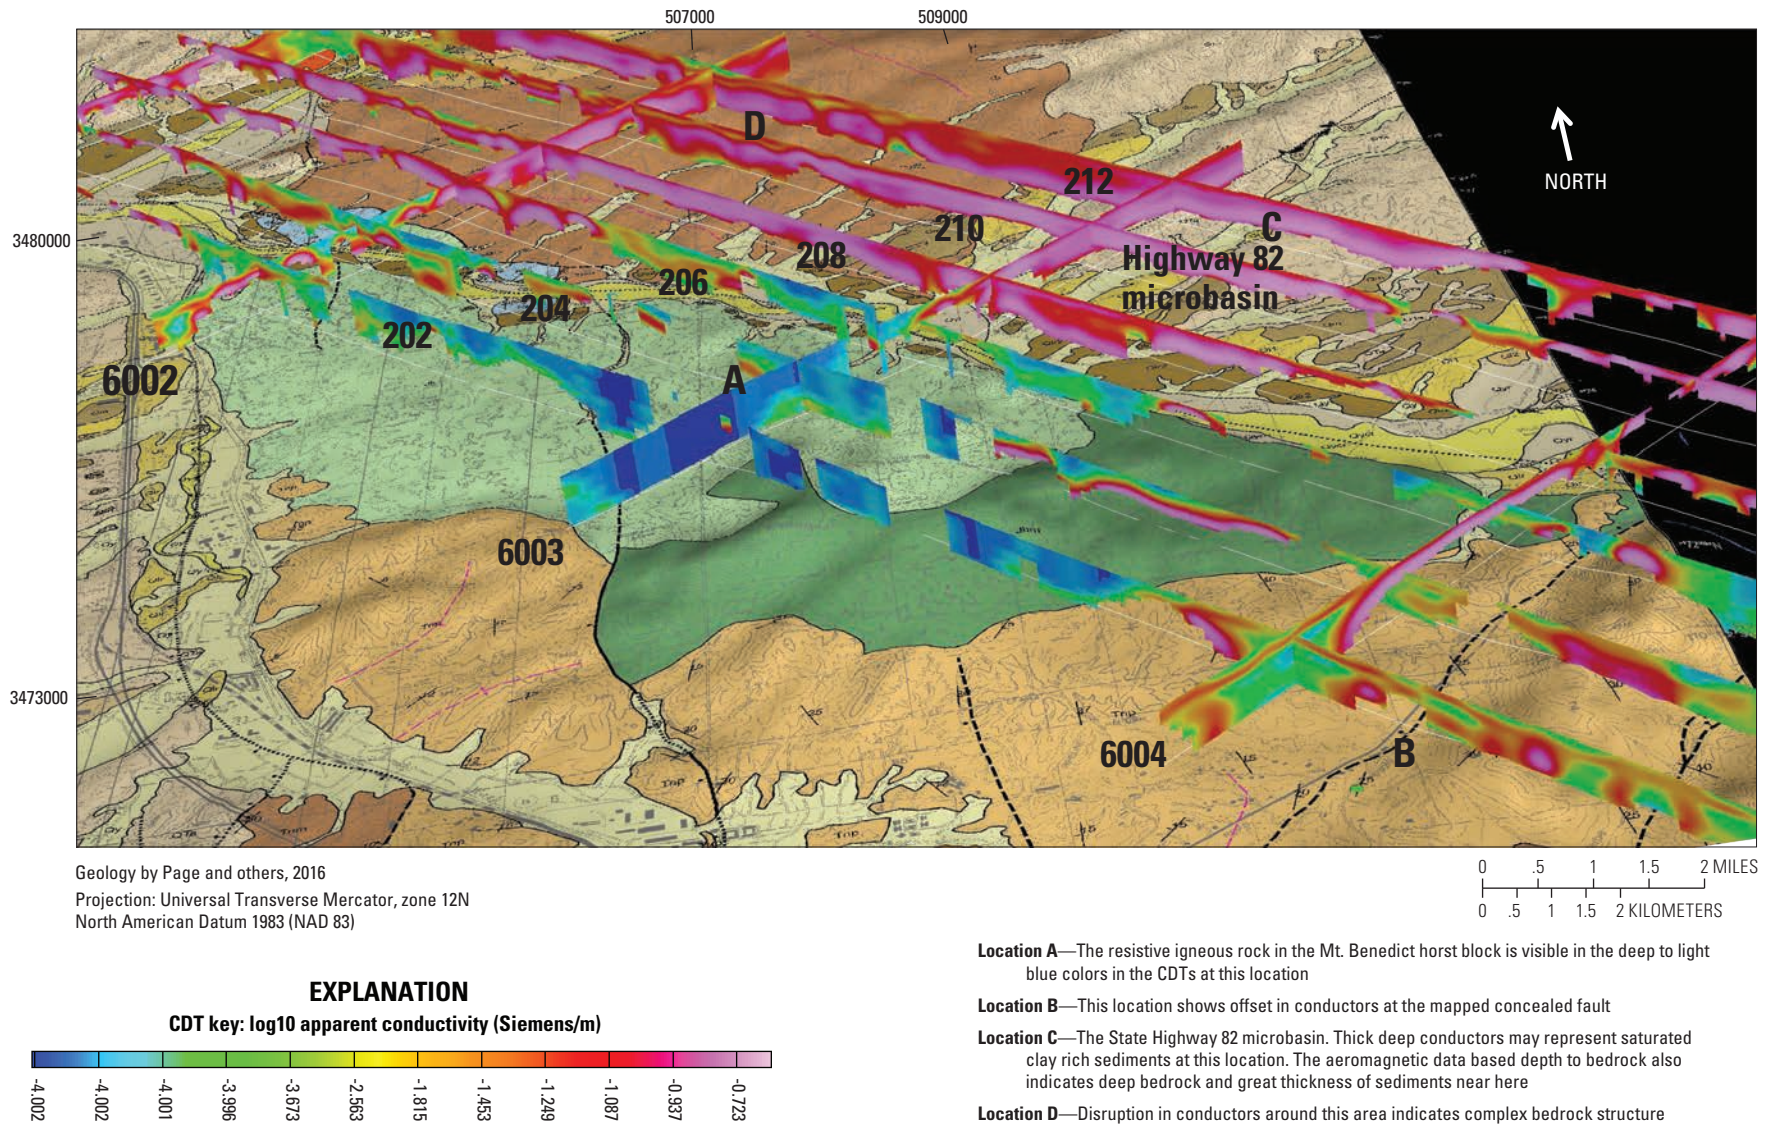 507000
509000
D
212
NORTH
C
3480000
210
208
Highway 82
microbasin
206
204
202
A
6002
6003
3473000
6004
B
Geology by Page and others, 2016
Projection: Universal Transverse Mercator, zone 12N
North American Datum 1983 (NAD 83)
0 .5 1 1.5 2 MILES
0 .5 1 1.5 2 KILOMETERS
Location A—The resistive igneous rock in the Mt. Benedict horst block is visible in the deep to light
blue colors in the CDTs at this location
Location B—This location shows offset in conductors at the mapped concealed fault
Location C—The State Highway 82 microbasin. Thick deep conductors may represent saturated
clay rich sediments at this location. The aeromagnetic data based depth to bedrock also
indicates deep bedrock and great thickness of sediments near here
Location D—Disruption in conductors around this area indicates complex bedrock structure
EXPLANATION
CDT key: log10 apparent conductivity (Siemens/m)
-4.002 -4.002 -4.001 -3.996 -3.673 -2.563 -1.815 -1.453 -1.249 -1.087 -0.937 -0.723